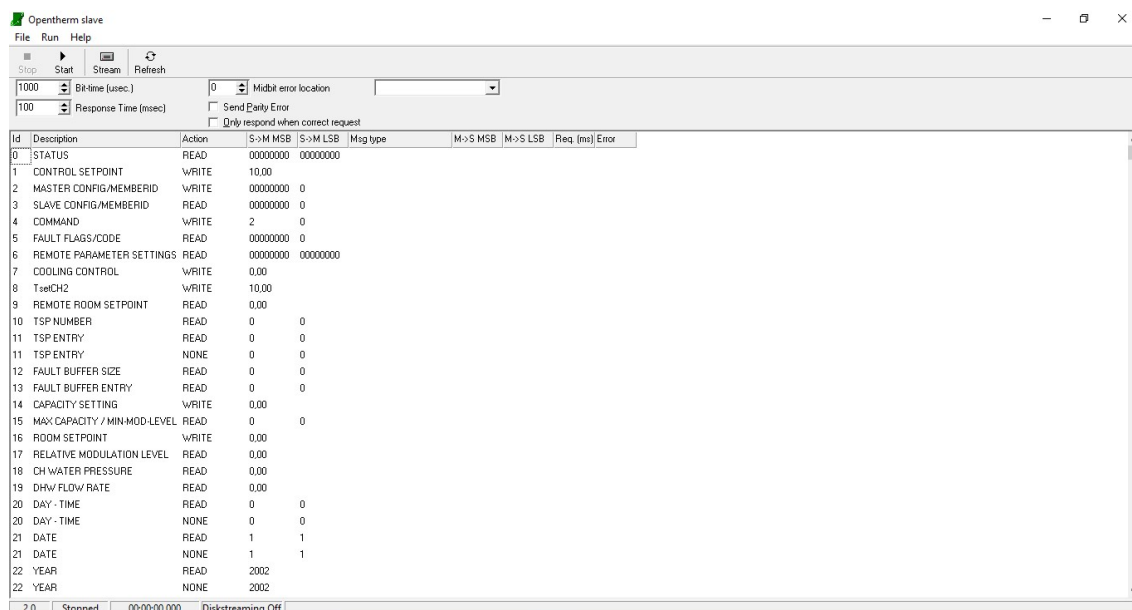 Opentherm slave
File Run Help
Stop Start Stream Refresh
1000 Bit-time (usec.) 0 Midbit error location
100 Response Time (msec) Send Parity Error
Only respond when correct request
Id Description Action S->M MSB S->M LSB Msg type M->S MSB M->S LSB Req. (ms) Error
0 STATUS READ 00000000 00000000
1 CONTROL SETPOINT WRITE 10,00
2 MASTER CONFIG/MEMBERID WRITE 00000000 0
3 SLAVE CONFIG/MEMBERID READ 00000000 0
4 COMMAND WRITE 2 0
5 FAULT FLAGS/CODE READ 00000000 0
6 REMOTE PARAMETER SETTINGS READ 00000000 00000000
7 COOLING CONTROL WRITE 0,00
8 TsetCH2 WRITE 10,00
9 REMOTE ROOM SETPOINT READ 0,00
10 TSP NUMBER READ 0 0
11 TSP ENTRY READ 0 0
11 TSP ENTRY NONE 0 0
12 FAULT BUFFER SIZE READ 0 0
13 FAULT BUFFER ENTRY READ 0 0
14 CAPACITY SETTING WRITE 0,00
15 MAX CAPACITY / MIN-MOD-LEVEL READ 0 0
16 ROOM SETPOINT WRITE 0,00
17 RELATIVE MODULATION LEVEL READ 0,00
18 CH WATER PRESSURE READ 0,00
19 DHW FLOW RATE READ 0,00
20 DAY - TIME READ 0 0
20 DAY - TIME NONE 0 0
21 DATE READ 1 1
21 DATE NONE 1 1
22 YEAR READ 2002
22 YEAR NONE 2002
2.0 Stopped 00:00:00.000 Diskstreaming Off